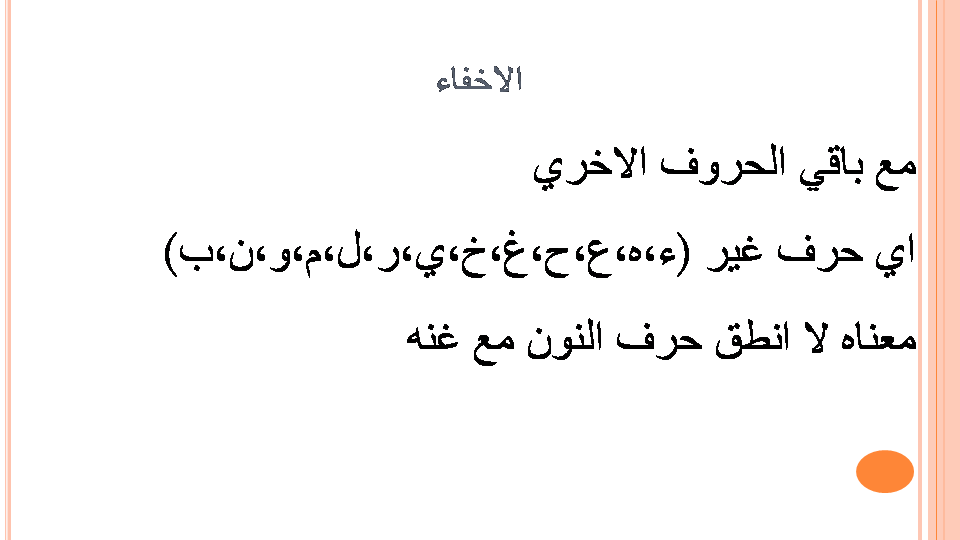 الاخفاء
مع باقي الحروف الاخري
اي حرف غير (ء،ه،ع،ح،غ،خ،ي،ر،ل،م،و،ن،ب)
معناه لا انطق حرف النون مع غنه